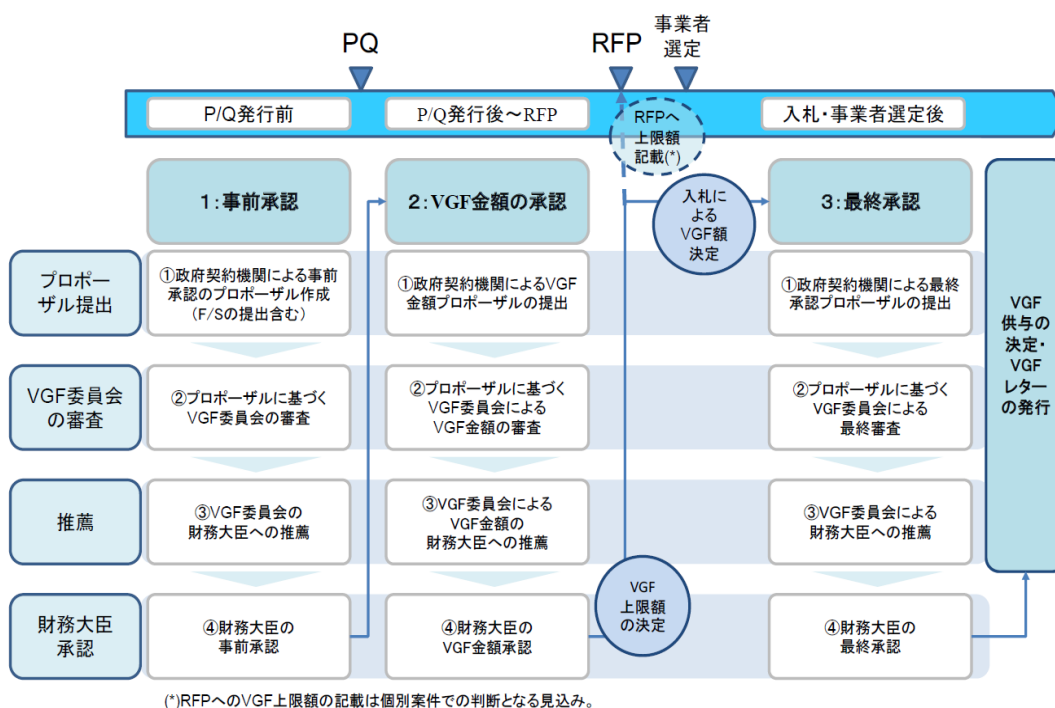 PQ
RFP
事業者
選定
P/Q発行前
P/Q発行後～RFP
RFPへ
上限額
記載(*)
入札・事業者選定後
1:事前承認
2:VGF金額の承認
入札に
よる
VGF額
決定
3:最終承認
プロポー
ザル提出
①政府契約機関による事前
承認のプロポーザル作成
(F/Sの提出含む)
①政府契約機関によるVGF
金額プロポーザルの提出
①政府契約機関による最終
承認プロポーザルの提出
VGF
供与の
決定・
VGF
レター
の発行
VGF委員会
の審査
②プロポーザルに基づく
VGF委員会の審査
②プロポーザルに基づく
VGF委員会による
VGF金額の審査
②プロポーザルに基づく
VGF委員会による
最終審査
推薦
③VGF委員会の
財務大臣への推薦
③VGF委員会による
VGF金額の
財務大臣への推薦
③VGF委員会による
財務大臣への推薦
財務大臣
承認
④財務大臣の
事前承認
④財務大臣の
VGF金額承認
VGF
上限額
の決定
④財務大臣の
最終承認
(*)RFPへのVGF上限額の記載は個別案件での判断となる見込み。